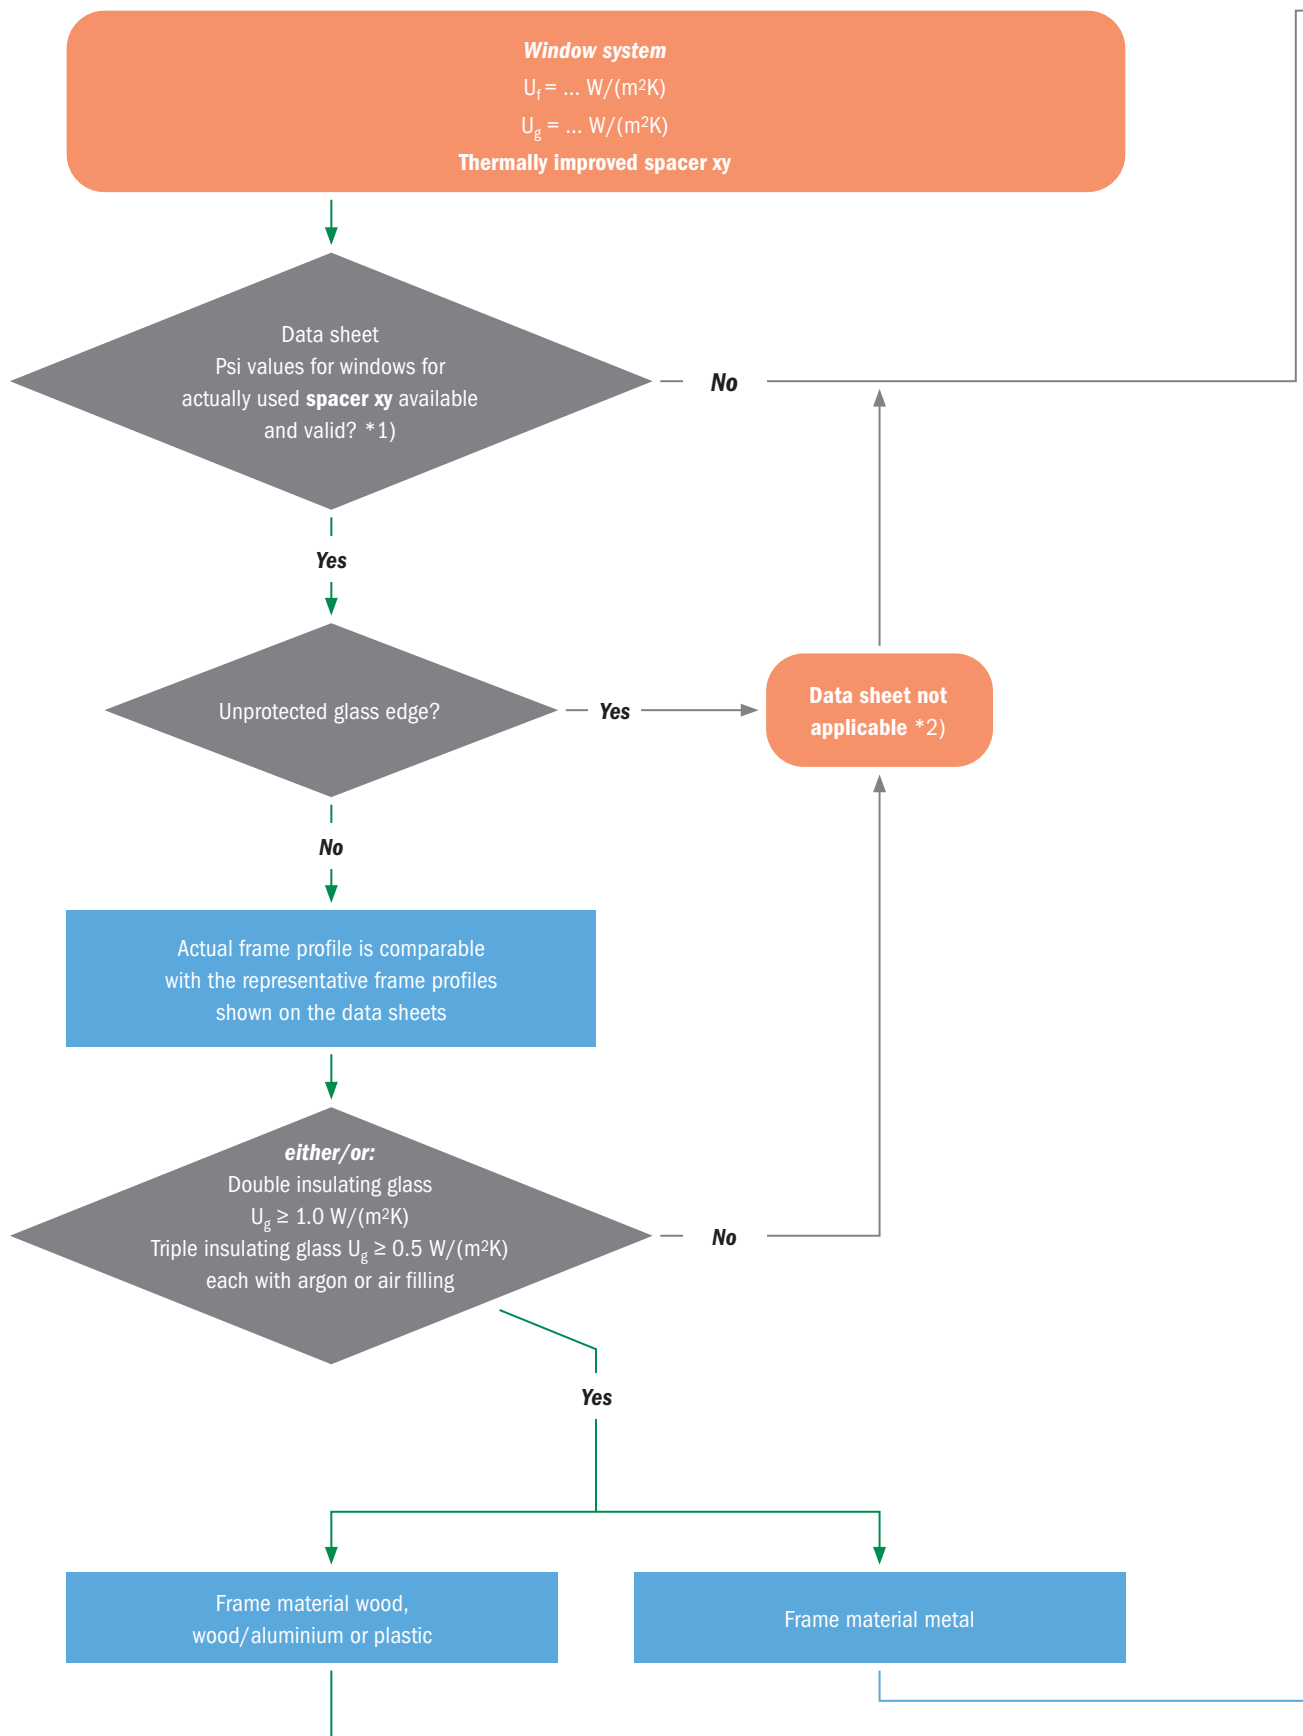 Window system
Uf = ... W/(m²K)
Ug = ... W/(m²K)
Thermally improved spacer xy
Data sheet
Psi values for windows for
actually used spacer xy available
and valid? *1)
No
Yes
Unprotected glass edge?
Yes
Data sheet not
applicable *2)
No
Actual frame profile is comparable
with the representative frame profiles
shown on the data sheets
either/or:
Double insulating glass
Ug ≥ 1.0 W/(m²K)
Triple insulating glass Ug ≥ 0.5 W/(m²K)
each with argon or air filling
No
Yes
Frame material wood,
wood/aluminium or plastic
Frame material metal